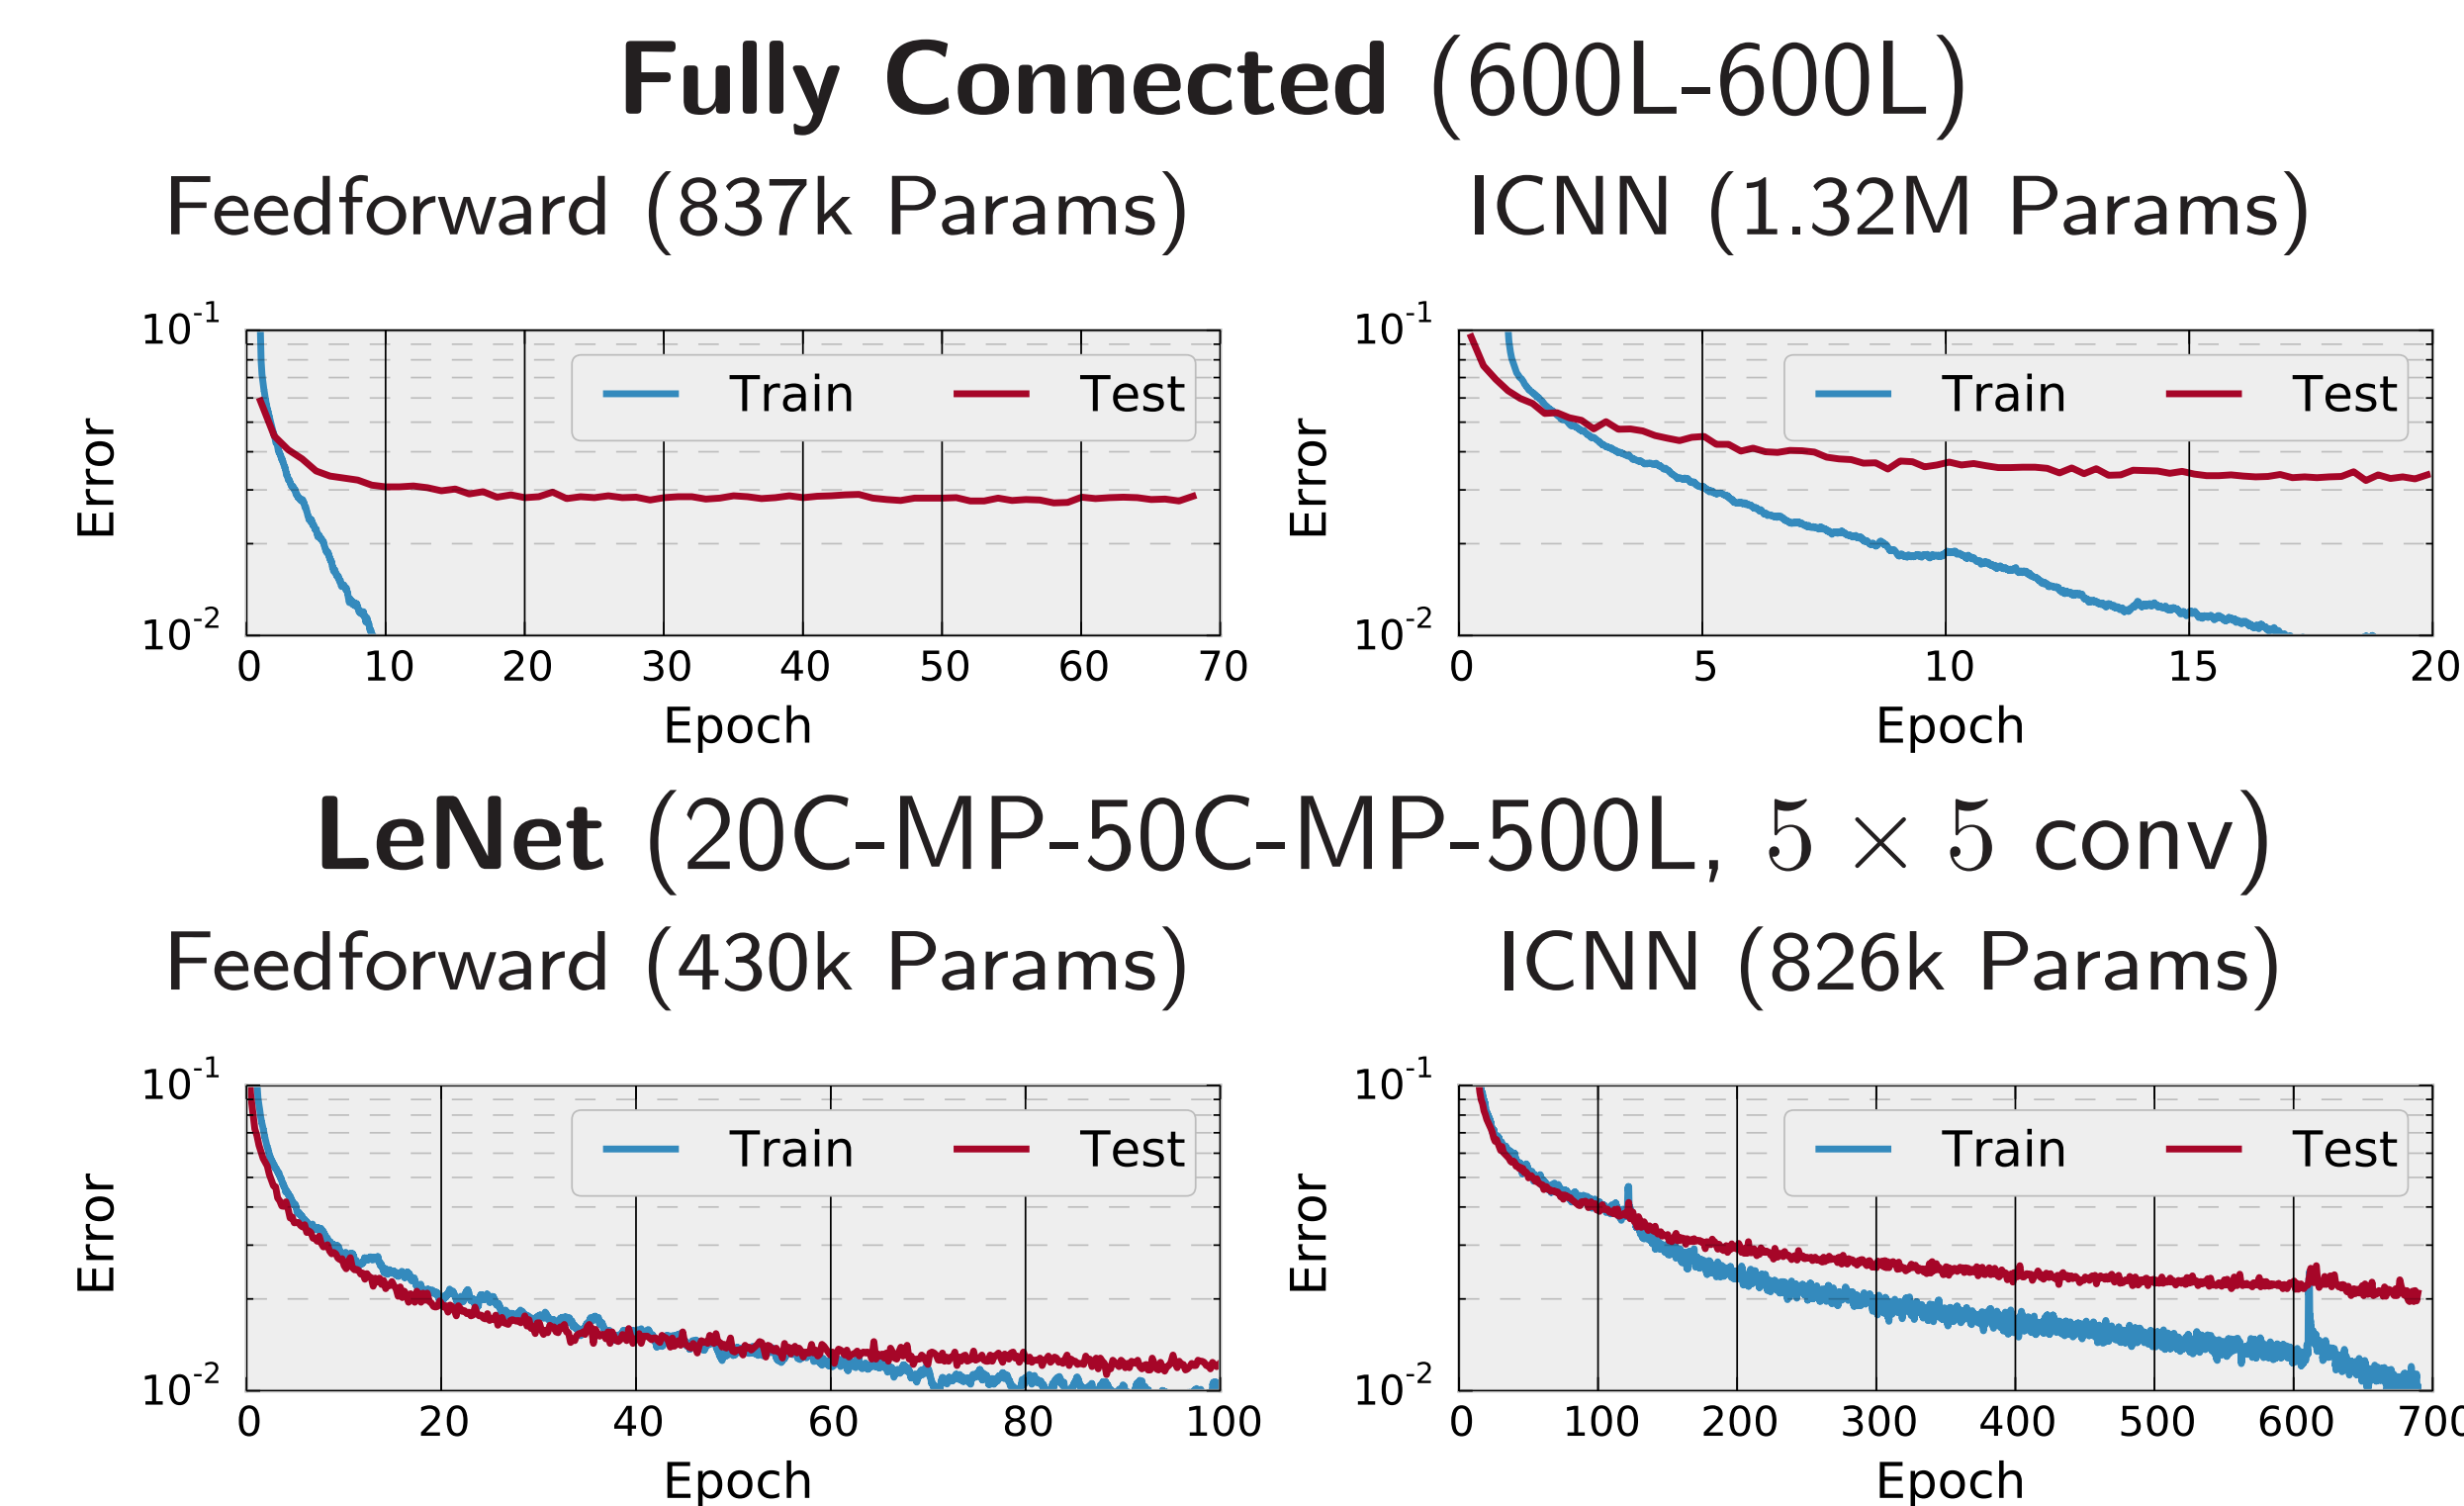 Fully Connected (600L-600L)
Feedforward (837k Params)
ICNN (1.32M Params)
10⁻¹
Train Test
Error
10⁻²
0 10 20 30 40 50 60 70
Epoch
10⁻¹
Train Test
Error
10⁻²
0 5 10 15 20
Epoch
LeNet (20C-MP-50C-MP-500L, 5 × 5 conv)
Feedforward (430k Params)
ICNN (826k Params)
10⁻¹
Train Test
Error
10⁻²
0 20 40 60 80 100
Epoch
10⁻¹
Train Test
Error
10⁻²
0 100 200 300 400 500 600 700
Epoch